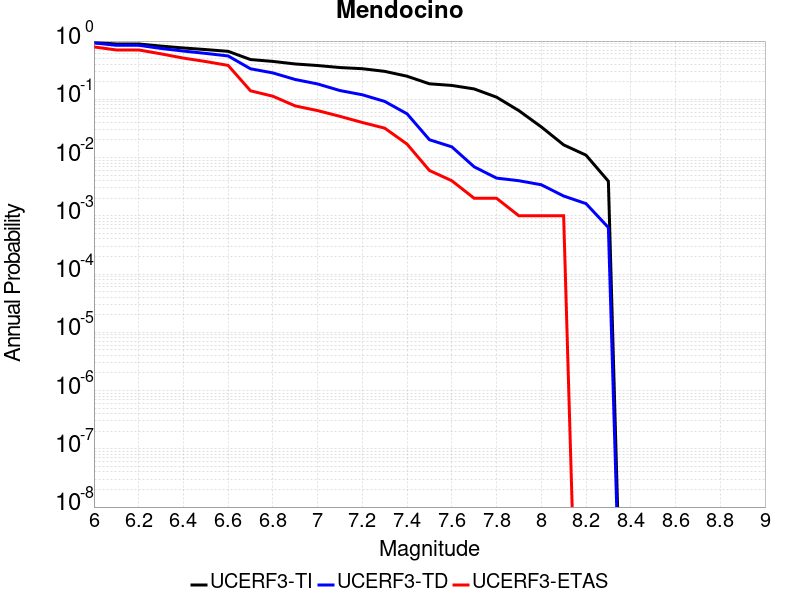 Mendocino
10^0
10^-1
10^-2
10^-3
10^-4
10^-5
10^-6
10^-7
10^-8
Annual Probability
6 6.2 6.4 6.6 6.8 7 7.2 7.4 7.6 7.8 8 8.2 8.4 8.6 8.8 9
Magnitude
UCERF3-TI UCERF3-TD UCERF3-ETAS